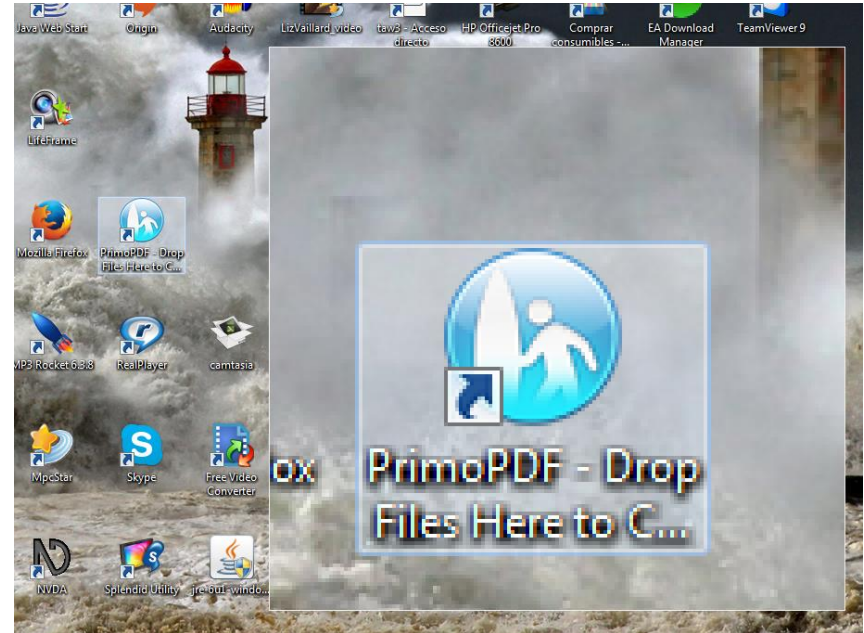 Java Web Start
Origin
Audacity
LizVaillard_video
taw3 - Acceso
directo
HP Officejet Pro
8600
Comprar
consumibles -...
EA Download
Manager
TeamViewer 9
LifeFrame
Mozilla Firefox
PrimoPDF - Drop
Files Here to C...
MP3 Rocket 6.3.8
RealPlayer
camtasia
MpcStar
Skype
Free Video
Converter
NVDA
Splendid Utility
jre-6u1-windo...
ox
PrimoPDF - Drop
Files Here to C...